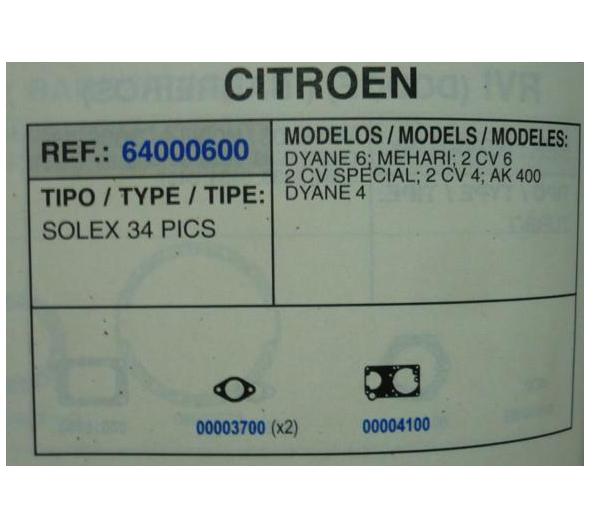 CITROEN
REF.: 64000600
TIPO / TYPE / TIPE:
SOLEX 34 PICS
MODELOS / MODELS / MODELES:
DYANE 6; MEHARI; 2 CV 6
2 CV SPECIAL; 2 CV 4; AK 400
DYANE 4
00003700 (x2)
00004100